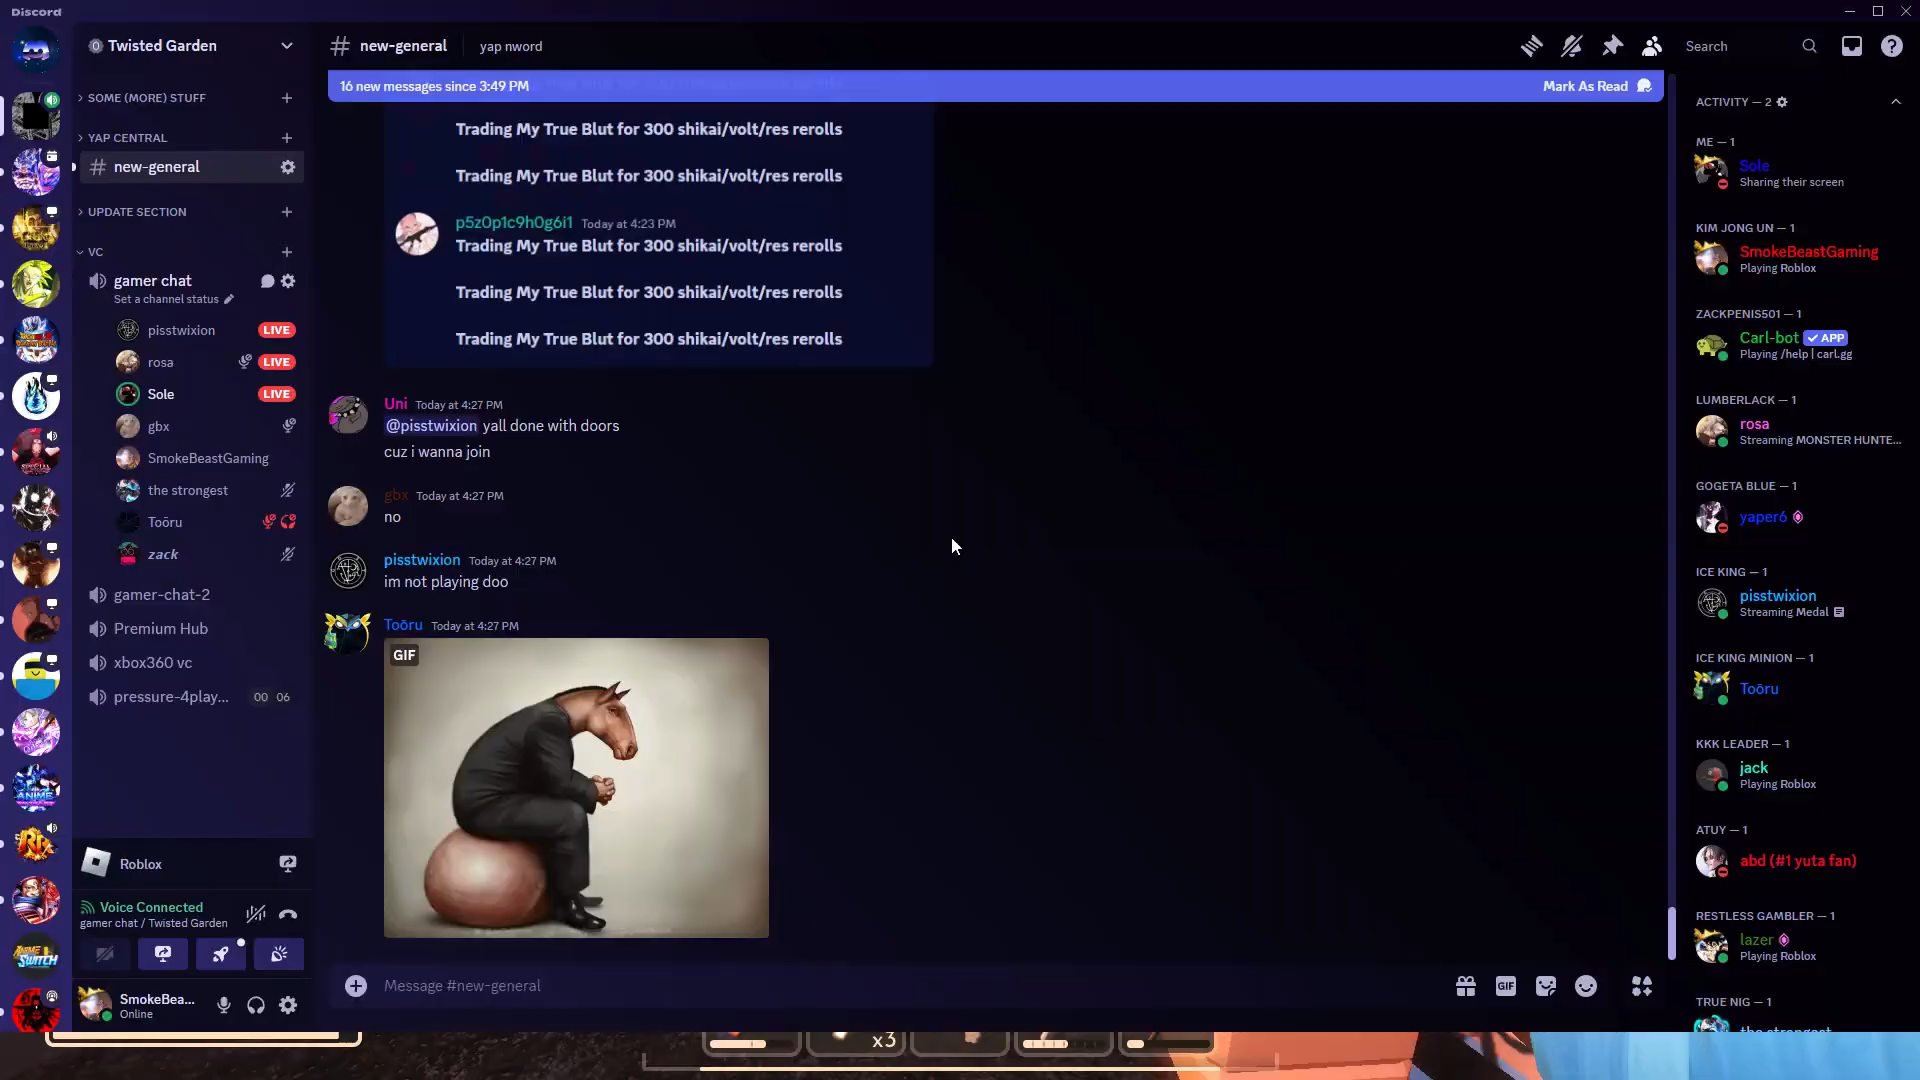 Discord
Twisted Garden
SOME (MORE) STUFF
YAP CENTRAL
new-general
UPDATE SECTION
VC
gamer chat
Set a channel status
pisstwixion LIVE
rosa LIVE
Sole LIVE
gbx
SmokeBeastGaming
the strongest
Toōru
zack
gamer-chat-2
Premium Hub
xbox360 vc
pressure-4play... 00 06
Roblox
Voice Connected
gamer chat / Twisted Garden
SmokeBea...
Online
new-general yap nword
Search
16 new messages since 3:49 PM Mark As Read
Trading My True Blut for 300 shikai/volt/res rerolls
Trading My True Blut for 300 shikai/volt/res rerolls
p5z0p1c9h0g6i1 Today at 4:23 PM
Trading My True Blut for 300 shikai/volt/res rerolls
Trading My True Blut for 300 shikai/volt/res rerolls
Trading My True Blut for 300 shikai/volt/res rerolls
Uni Today at 4:27 PM
@pisstwixion yall done with doors
cuz i wanna join
gbx Today at 4:27 PM
no
pisstwixion Today at 4:27 PM
im not playing doo
Toōru Today at 4:27 PM
GIF
Message #new-general
GIF
ACTIVITY — 2
ME — 1
Sole
Sharing their screen
KIM JONG UN — 1
SmokeBeastGaming
Playing Roblox
ZACKPENIS501 — 1
Carl-bot APP
Playing /help | carl.gg
LUMBERLACK — 1
rosa
Streaming MONSTER HUNTE...
GOGETA BLUE — 1
yaper6
ICE KING — 1
pisstwixion
Streaming Medal
ICE KING MINION — 1
Toōru
KKK LEADER — 1
jack
Playing Roblox
ATUY — 1
abd (#1 yuta fan)
RESTLESS GAMBLER — 1
lazer
Playing Roblox
TRUE NIG — 1
the strongest
x3